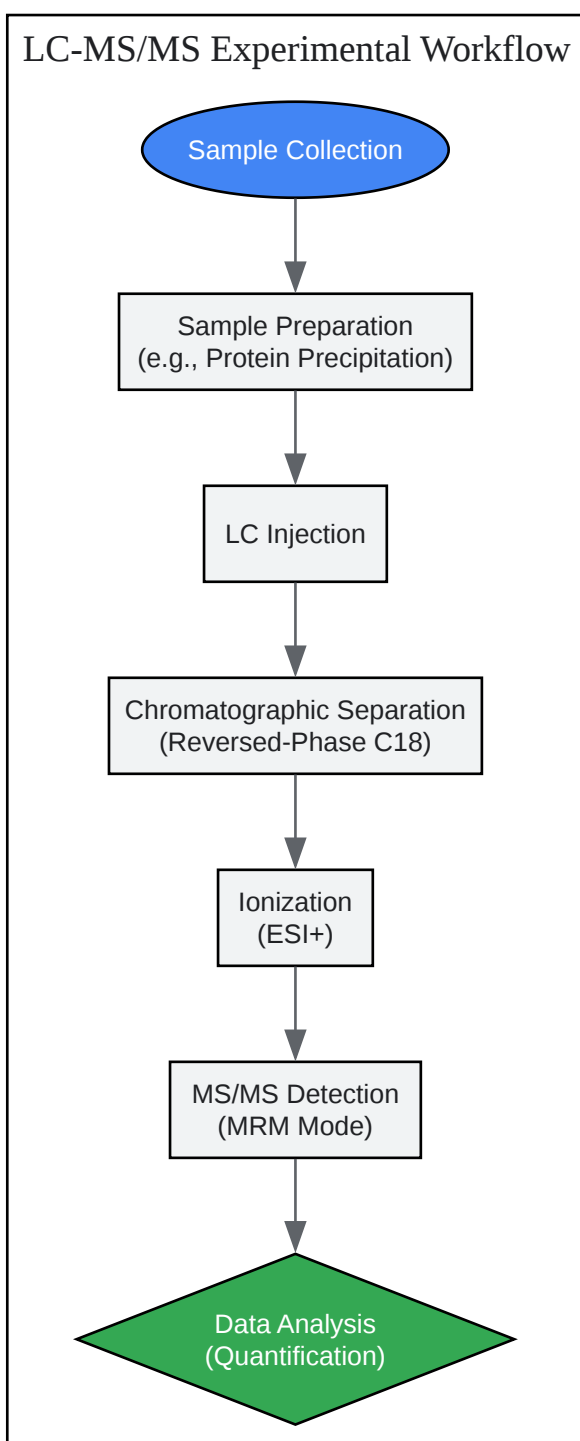 LC-MS/MS Experimental Workflow
Sample Collection
Sample Preparation
(e.g., Protein Precipitation)
LC Injection
Chromatographic Separation
(Reversed-Phase C18)
Ionization
(ESI+)
MS/MS Detection
(MRM Mode)
Data Analysis
(Quantification)